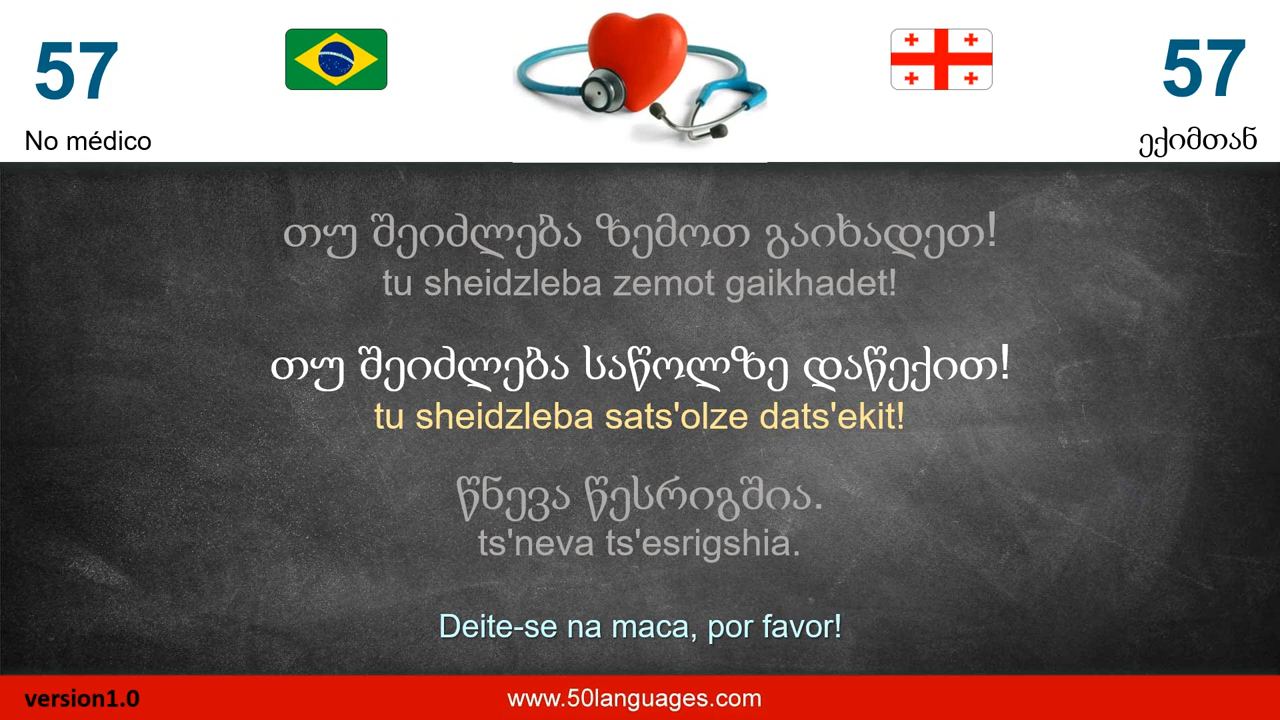 57
57
No médico
ექიმთან
თუ შეიძლება ზემოთ გაიხადეთ!
tu sheidzleba zemot gaikhadet!
თუ შეიძლება საწოლზე დაწექით!
tu sheidzleba sats'olze dats'ekit!
წნევა წესრიგშია.
ts'neva ts'esrigshia.
Deite-se na maca, por favor!
version1.0
www.50languages.com